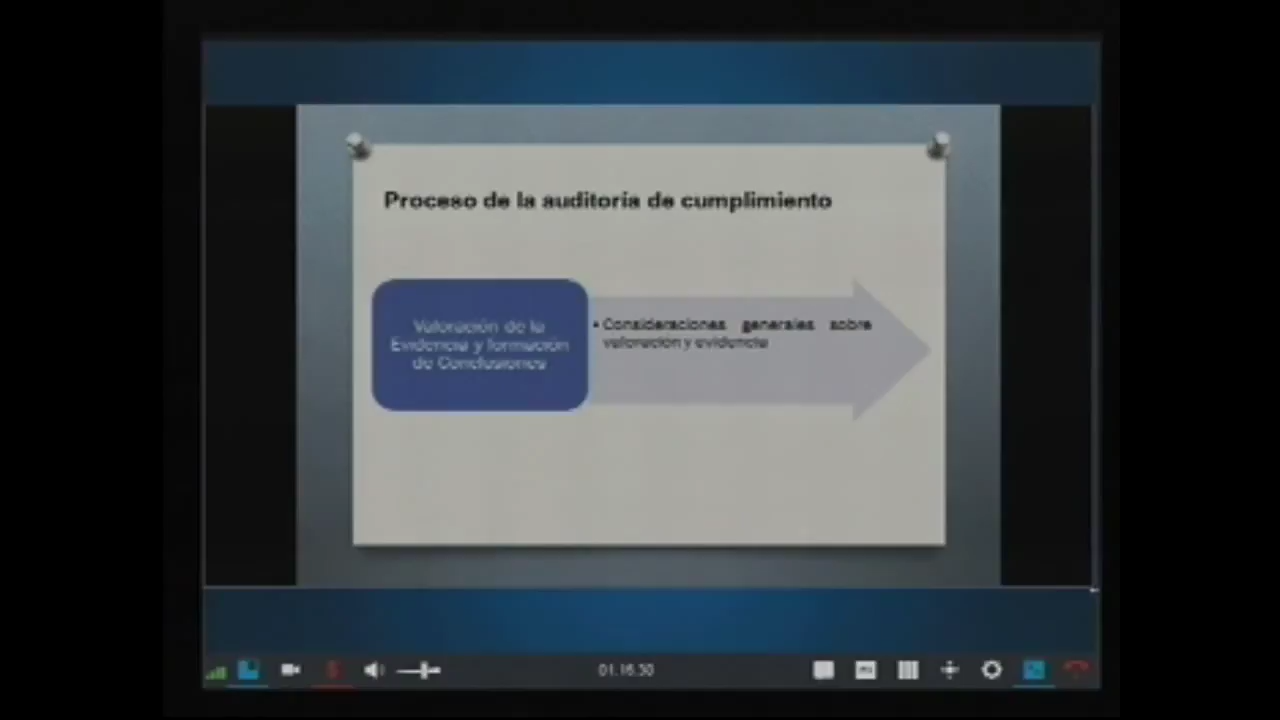 Proceso de la auditoría de cumplimiento
Valoración de la
Evidencia y formación
de Conclusiones
• Consideraciones generales sobre
valoración y evidencia
01:16:30